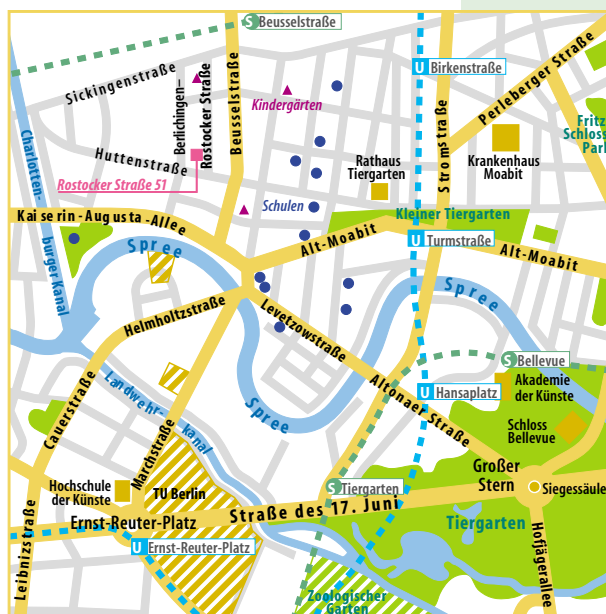 S Beusselstraße
U Birkenstraße
Sickingenstraße
Berlichingen–
Rostocker Straße
Beusselstraße
Kindergärten
Stromstraße
Perleberger Straße
Fritz
Schloss
Park
Charlotten-
burger Kanal
Huttenstraße
Rostocker Straße 51
Rathaus
Tiergarten
Krankenhaus
Moabit
Schulen
Kaiserin-Augusta-Allee
Kleiner Tiergarten
Alt-Moabit
U Turmstraße
Alt-Moabit
Spree
Spree
Helmholtzstraße
Levetzowstraße
S Bellevue
Landwehr-
kanal
Spree
Altonaer Straße
U Hansaplatz
Akademie
der Künste
Schloss
Bellevue
Cauerstraße
Marchstraße
Hochschule
der Künste
TU Berlin
S Tiergarten
Großer
Stern
Siegessäule
Ernst-Reuter-Platz
Straße des 17. Juni
Tiergarten
U Ernst-Reuter-Platz
Leibnizstraße
Hofjägerallee
Zoologischer
Garten